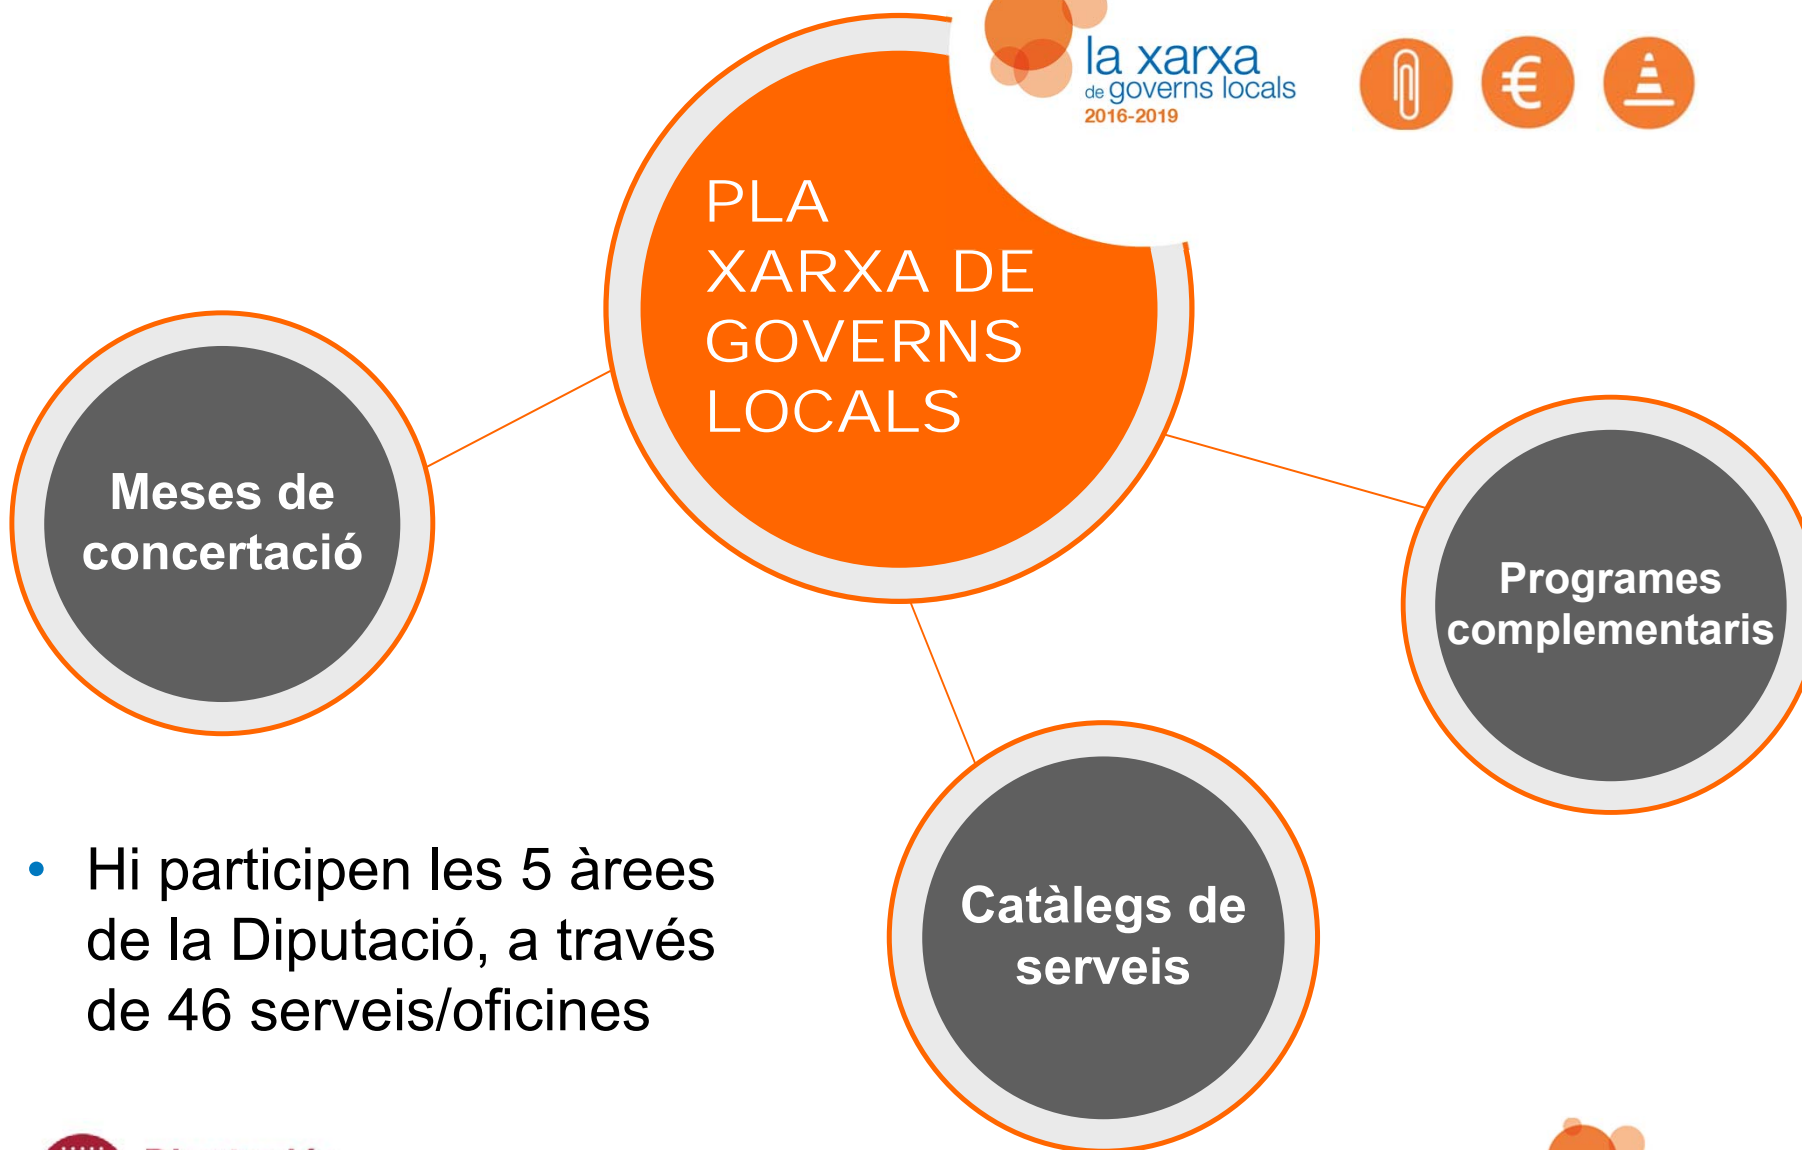 la xarxa
de governs locals
2016-2019
€
PLA
XARXA DE
GOVERNS
LOCALS
Meses de
concertació
Programes
complementaris
Catàlegs de
serveis
• Hi participen les 5 àrees
de la Diputació, a través
de 46 serveis/oficines